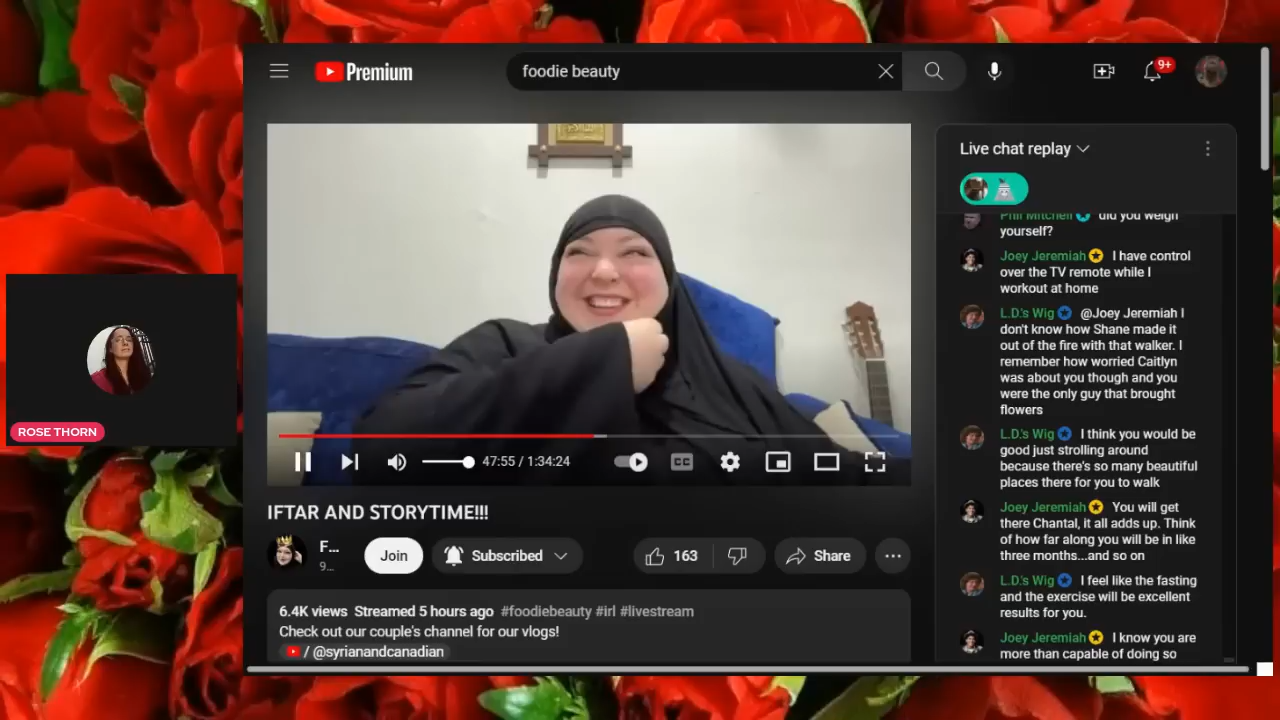 Premium
foodie beauty
9+
Live chat replay
Phil Mitchell did you weigh
yourself?
Joey Jeremiah I have control
over the TV remote while I
workout at home
L.D.'s Wig @Joey Jeremiah I
don't know how Shane made it
out of the fire with that walker. I
remember how worried Caitlyn
was about you though and you
were the only guy that brought
flowers
L.D.'s Wig I think you would be
good just strolling around
because there's so many beautiful
places there for you to walk
Joey Jeremiah You will get
there Chantal, it all adds up. Think
of how far along you will be in like
three months...and so on
L.D.'s Wig I feel like the fasting
and the exercise will be excellent
results for you.
Joey Jeremiah I know you are
more than capable of doing so
ROSE THORN
47:55 / 1:34:24
CC
IFTAR AND STORYTIME!!!
F...
9...
Join
Subscribed
163
Share
6.4K views Streamed 5 hours ago #foodiebeauty #irl #livestream
Check out our couple's channel for our vlogs!
/ @syrianandcanadian